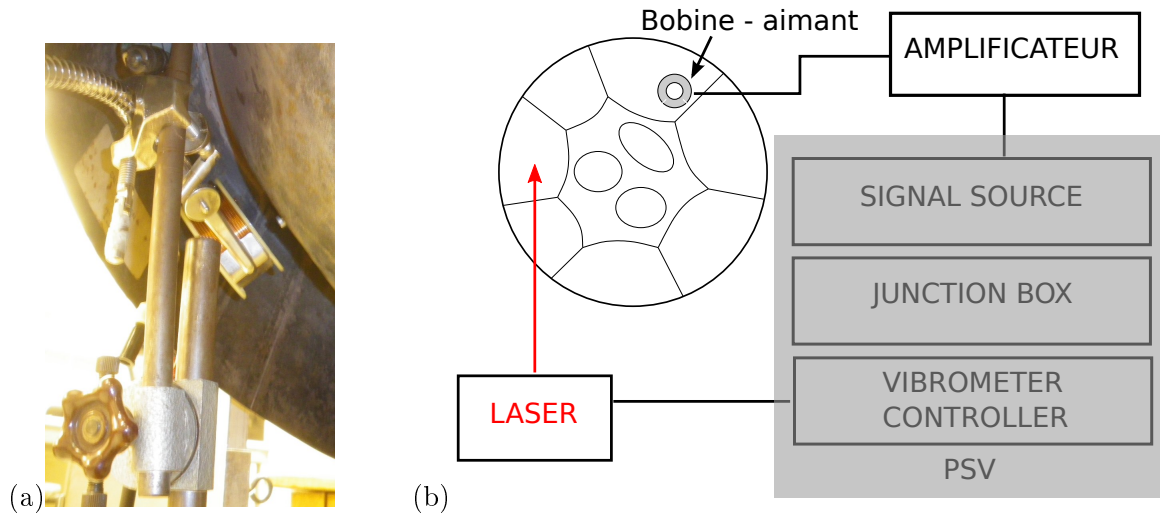 Bobine - aimant
AMPLIFICATEUR
SIGNAL SOURCE
JUNCTION BOX
VIBROMETER
CONTROLLER
PSV
LASER
(a)
(b)